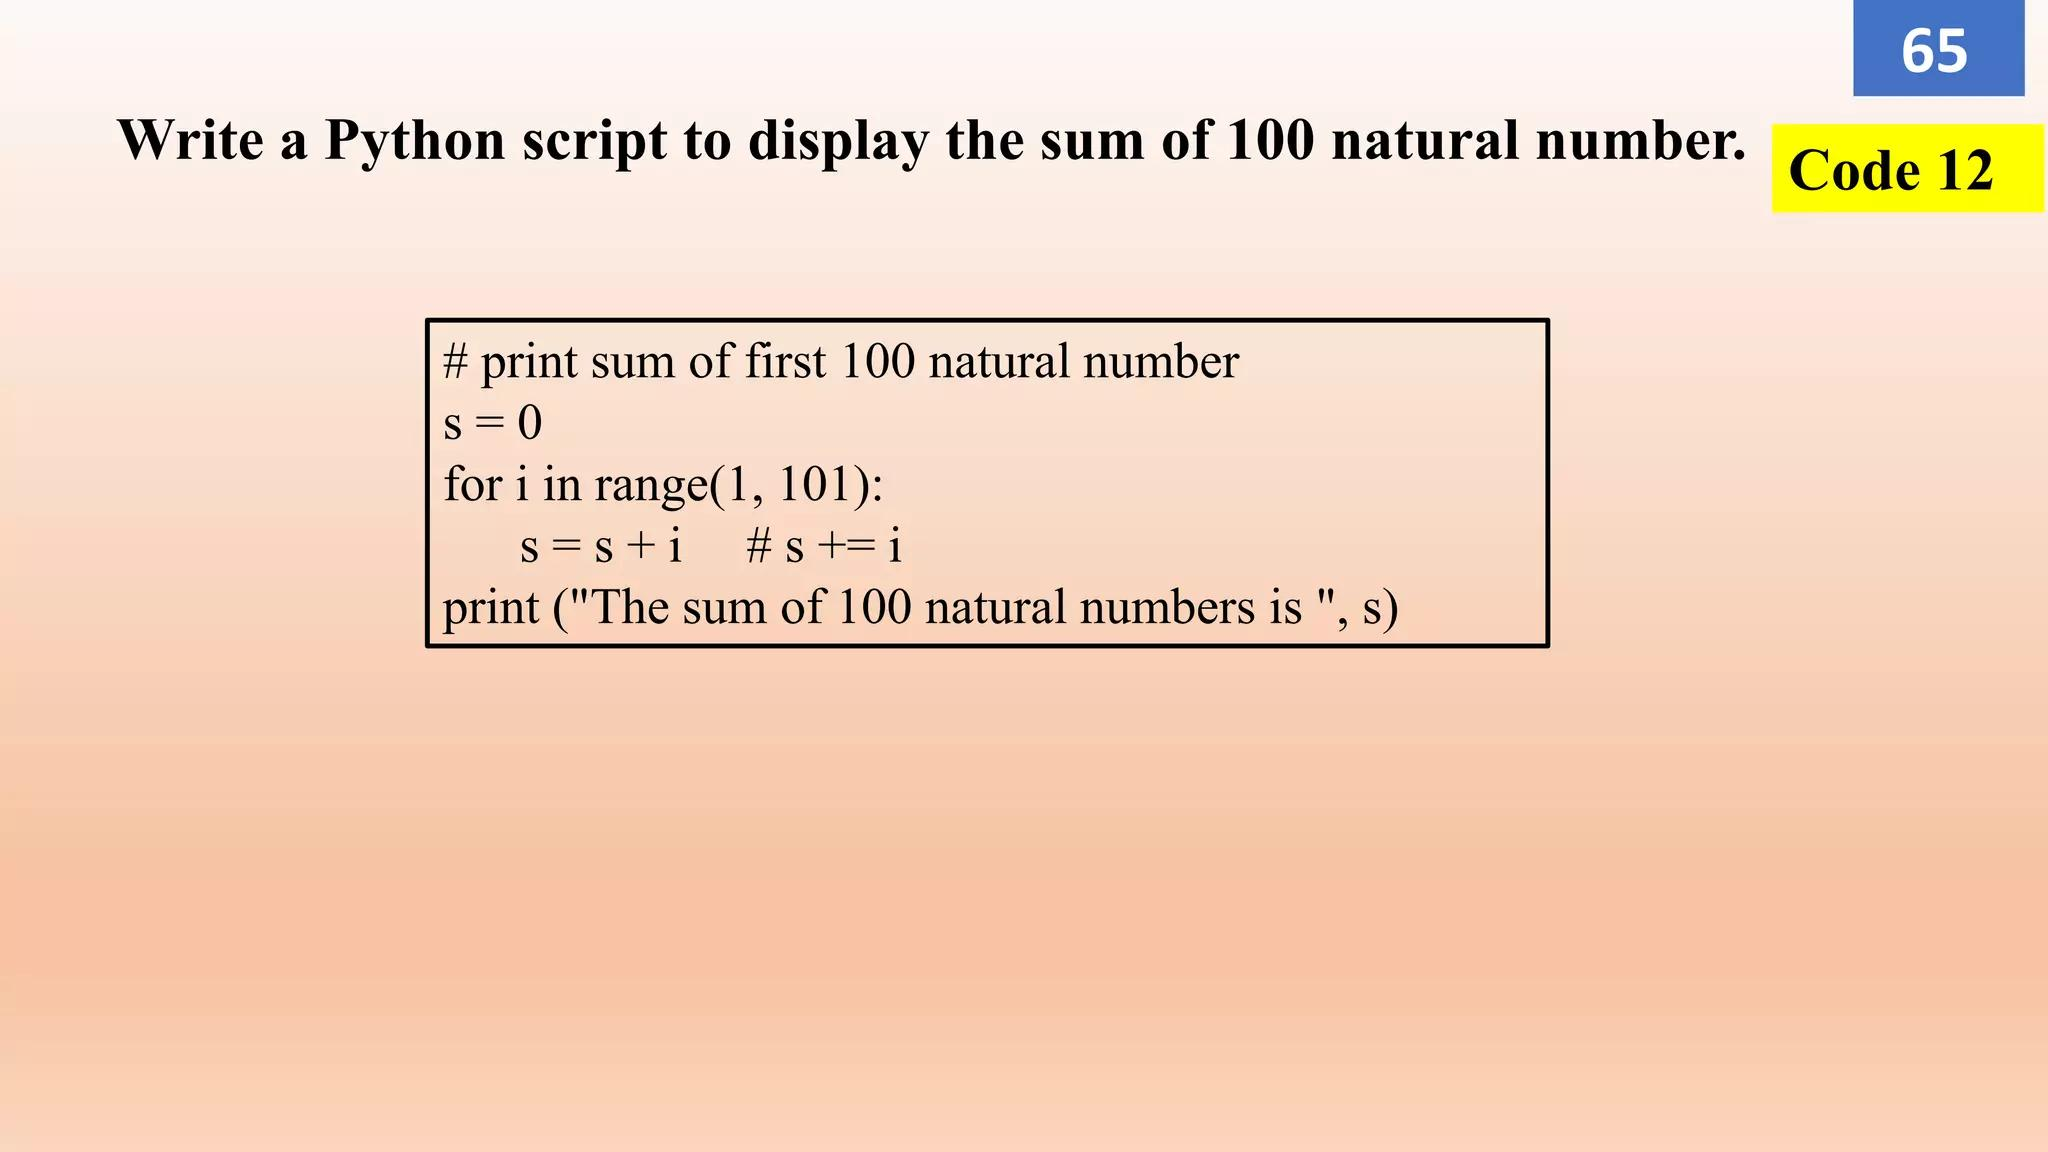 65
Write a Python script to display the sum of 100 natural number.
Code 12
# print sum of first 100 natural number
s = 0
for i in range(1, 101):
s = s + i # s += i
print ("The sum of 100 natural numbers is ", s)